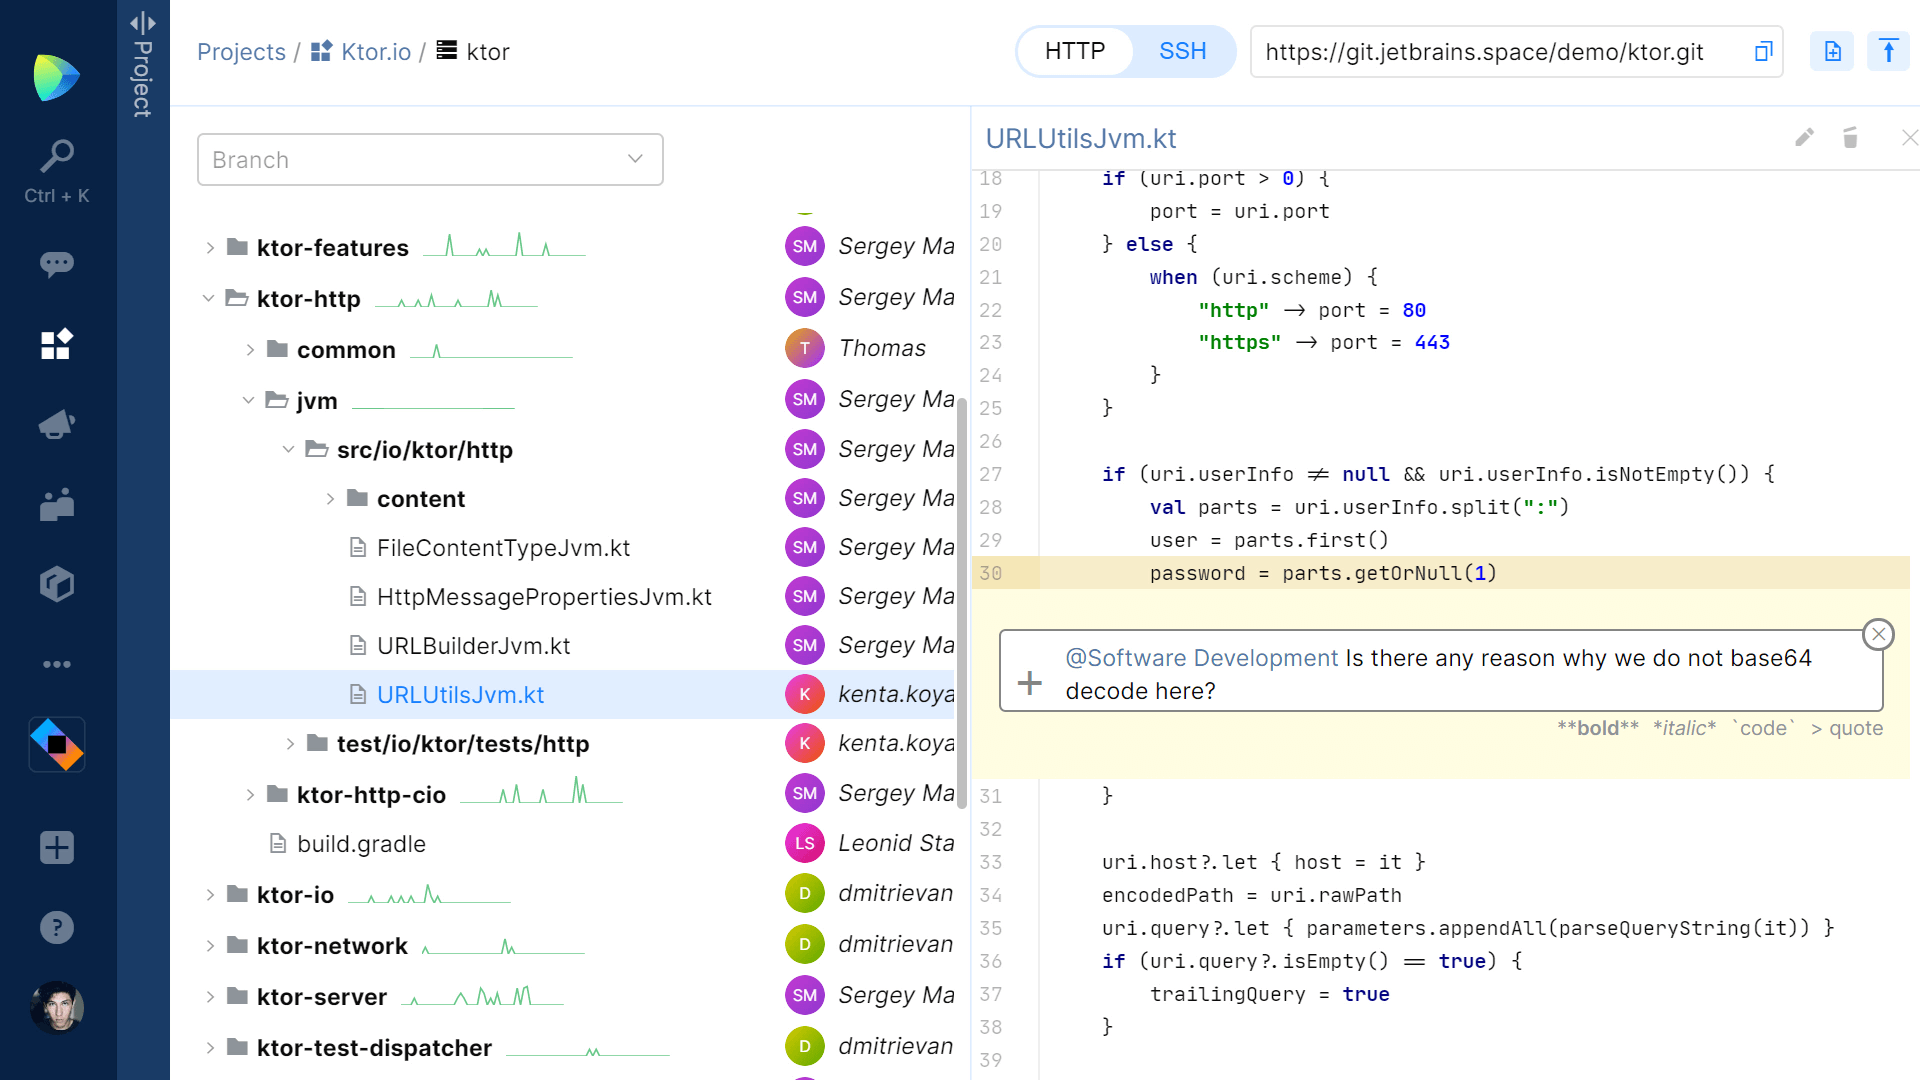 Ctrl + K
Project
Projects / Ktor.io / ktor
HTTP SSH
https://git.jetbrains.space/demo/ktor.git
Branch
ktor-features SM Sergey Ma
ktor-http SM Sergey Ma
common T Thomas
jvm SM Sergey Ma
src/io/ktor/http SM Sergey Ma
content SM Sergey Ma
FileContentTypeJvm.kt SM Sergey Ma
HttpMessagePropertiesJvm.kt SM Sergey Ma
URLBuilderJvm.kt SM Sergey Ma
URLUtilsJvm.kt K kenta.koya
test/io/ktor/tests/http K kenta.koya
ktor-http-cio SM Sergey Ma
build.gradle LS Leonid Sta
ktor-io D dmitrievan
ktor-network D dmitrievan
ktor-server SM Sergey Ma
ktor-test-dispatcher D dmitrievan
URLUtilsJvm.kt
18 if (uri.port > 0) {
19 port = uri.port
20 } else {
21 when (uri.scheme) {
22 "http" -> port = 80
23 "https" -> port = 443
24 }
25 }
26
27 if (uri.userInfo != null && uri.userInfo.isNotEmpty()) {
28 val parts = uri.userInfo.split(":")
29 user = parts.first()
30 password = parts.getOrNull(1)
@Software Development Is there any reason why we do not base64
decode here?
**bold** *italic* `code` > quote
31 }
32
33 uri.host?.let { host = it }
34 encodedPath = uri.rawPath
35 uri.query?.let { parameters.appendAll(parseQueryString(it)) }
36 if (uri.query?.isEmpty() == true) {
37 trailingQuery = true
38 }
39